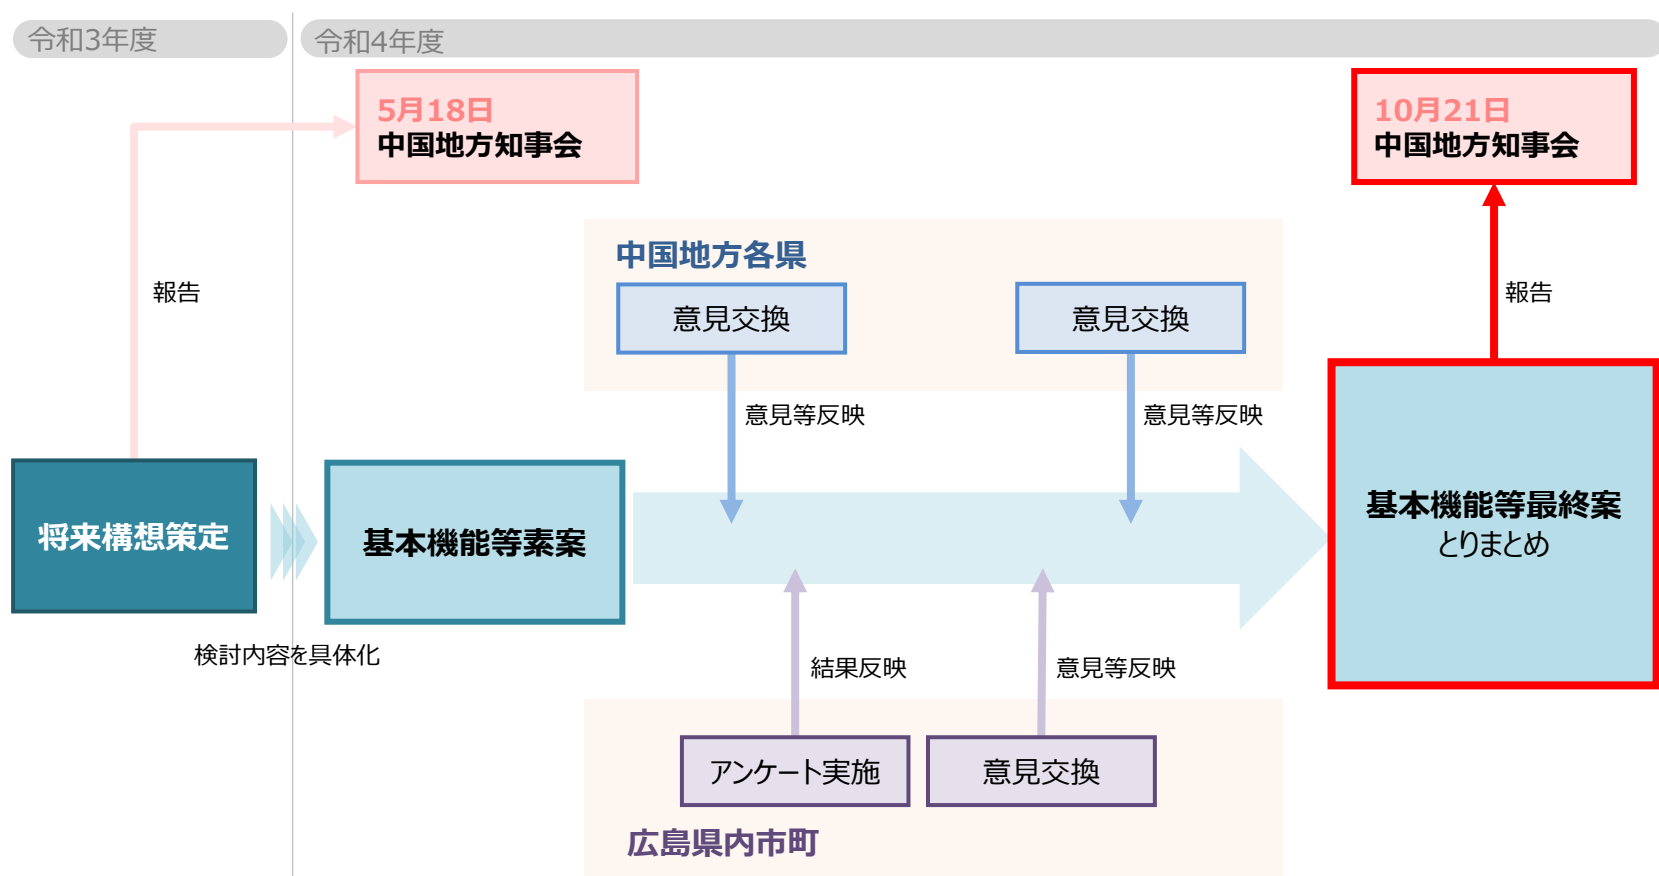 令和3年度
令和4年度
5月18日
中国地方知事会
10月21日
中国地方知事会
報告
中国地方各県
意見交換
意見交換
報告
意見等反映
意見等反映
将来構想策定
基本機能等素案
基本機能等最終案
とりまとめ
検討内容を具体化
結果反映
意見等反映
アンケート実施
意見交換
広島県内市町